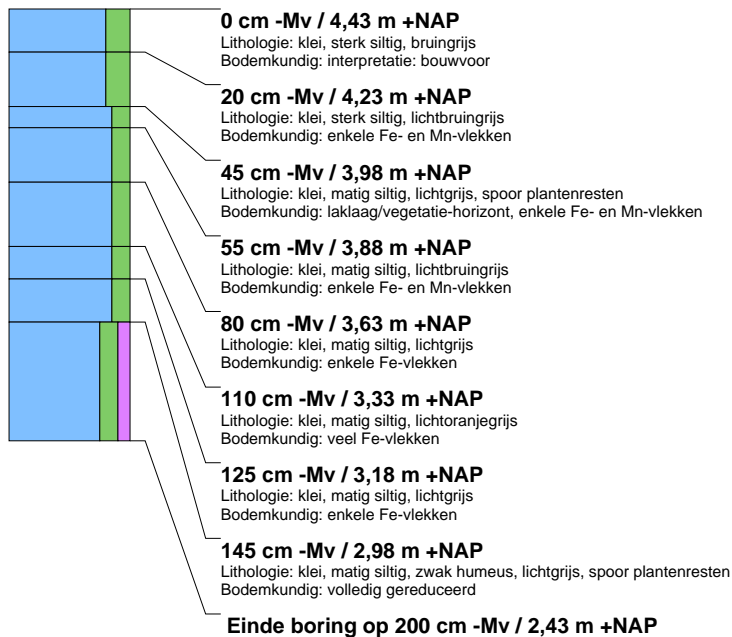 0 cm -Mv / 4,43 m +NAP
Lithologie: klei, sterk siltig, bruingrijs
Bodemkundig: interpretatie: bouwvoor
20 cm -Mv / 4,23 m +NAP
Lithologie: klei, sterk siltig, lichtbruingrijs
Bodemkundig: enkele Fe- en Mn-vlekken
45 cm -Mv / 3,98 m +NAP
Lithologie: klei, matig siltig, lichtgrijs, spoor plantenresten
Bodemkundig: laklaag/vegetatie-horizont, enkele Fe- en Mn-vlekken
55 cm -Mv / 3,88 m +NAP
Lithologie: klei, matig siltig, lichtbruingrijs
Bodemkundig: enkele Fe- en Mn-vlekken
80 cm -Mv / 3,63 m +NAP
Lithologie: klei, matig siltig, lichtgrijs
Bodemkundig: enkele Fe-vlekken
110 cm -Mv / 3,33 m +NAP
Lithologie: klei, matig siltig, lichtoranjegrijs
Bodemkundig: veel Fe-vlekken
125 cm -Mv / 3,18 m +NAP
Lithologie: klei, matig siltig, lichtgrijs
Bodemkundig: enkele Fe-vlekken
145 cm -Mv / 2,98 m +NAP
Lithologie: klei, matig siltig, zwak humeus, lichtgrijs, spoor plantenresten
Bodemkundig: volledig gereduceerd
Einde boring op 200 cm -Mv / 2,43 m +NAP